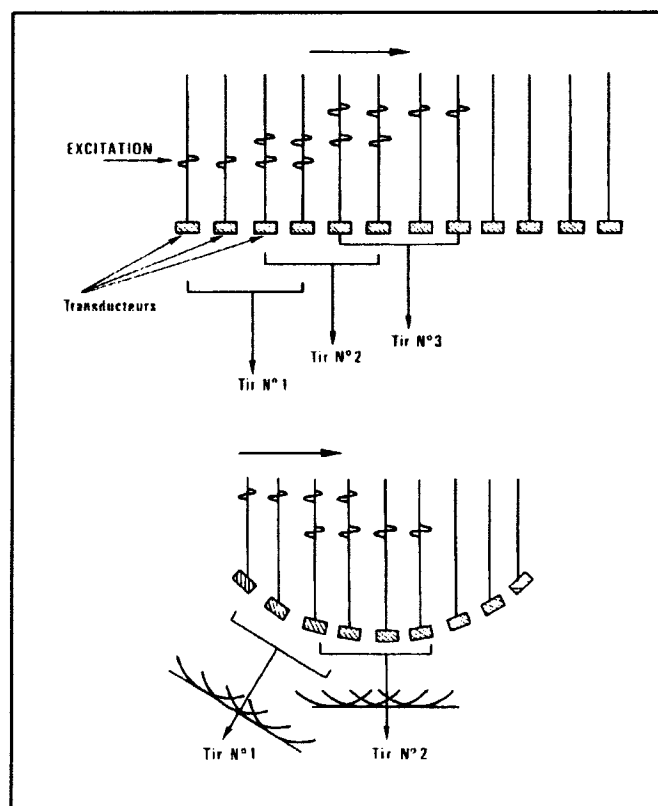 EXCITATION
Transducteurs
Tir N°3
Tir N°2
Tir N°1
Tir N°1
Tir N°2